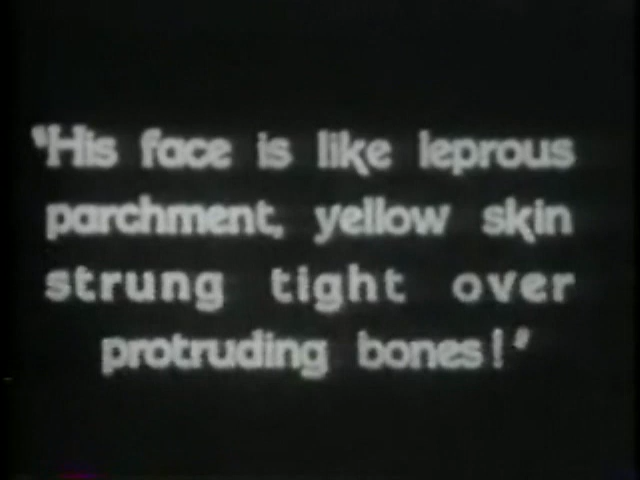 "His face is like leprous
parchment, yellow skin
strung tight over
protruding bones!"